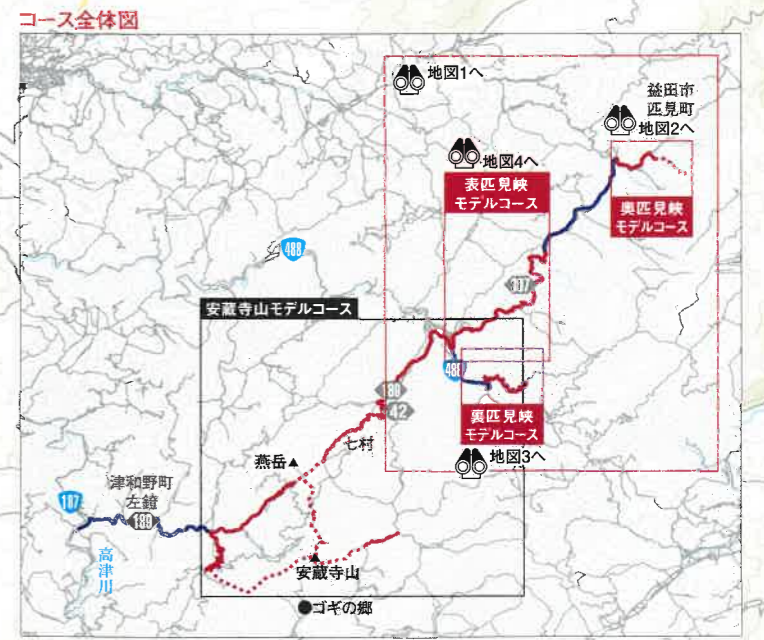 コース全体図
地図1へ
益田市
匹見町
地図2へ
地図4へ
表匹見峡
モデルコース
奥匹見峡
モデルコース
488
307
安蔵寺山モデルコース
488
189
42
裏匹見峡
モデルコース
七村
地図3へ
燕岳
津和野町
左鐙
187
189
高津川
安蔵寺山
ゴギの郷